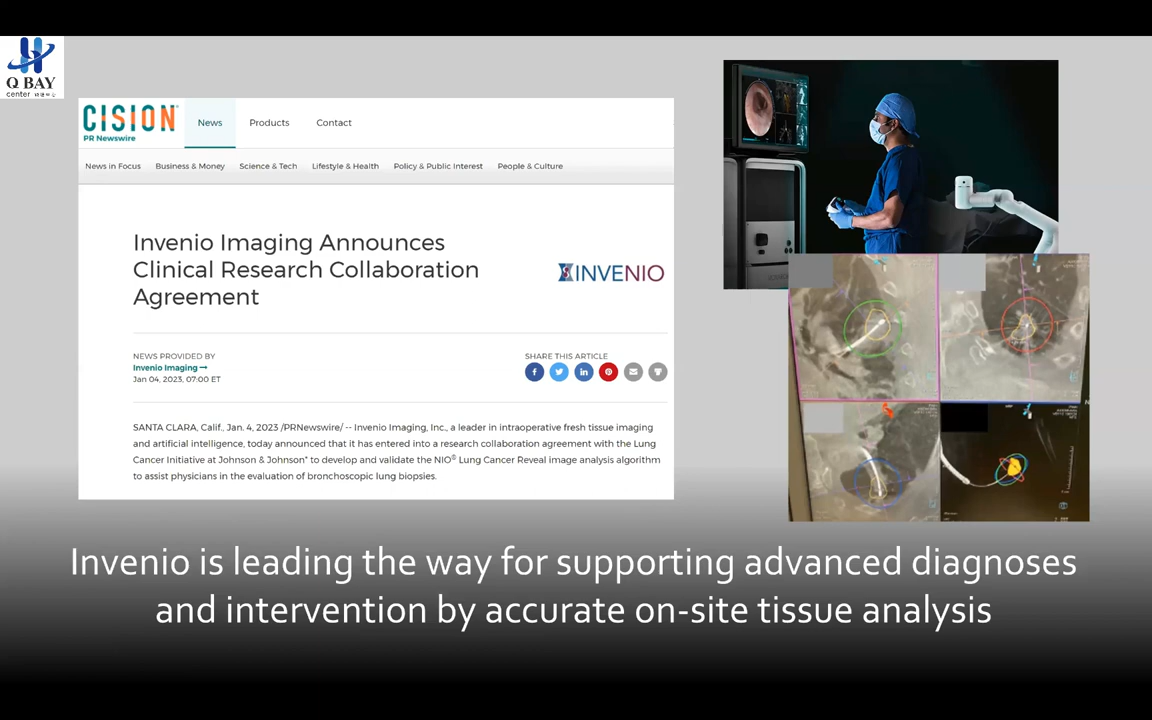 Q BAY
center
CISION
PR Newswire
News
Products
Contact
News in Focus
Business & Money
Science & Tech
Lifestyle & Health
Policy & Public Interest
People & Culture
Invenio Imaging Announces
Clinical Research Collaboration
Agreement
INVENIO
NEWS PROVIDED BY
Invenio Imaging →
Jan 04, 2023, 07:00 ET
SHARE THIS ARTICLE
SANTA CLARA, Calif., Jan. 4, 2023 /PRNewswire/ -- Invenio Imaging, Inc., a leader in intraoperative fresh tissue imaging
and artificial intelligence, today announced that it has entered into a research collaboration agreement with the Lung
Cancer Initiative at Johnson & Johnson* to develop and validate the NIO® Lung Cancer Reveal image analysis algorithm
to assist physicians in the evaluation of bronchoscopic lung biopsies.
Invenio is leading the way for supporting advanced diagnoses
and intervention by accurate on-site tissue analysis